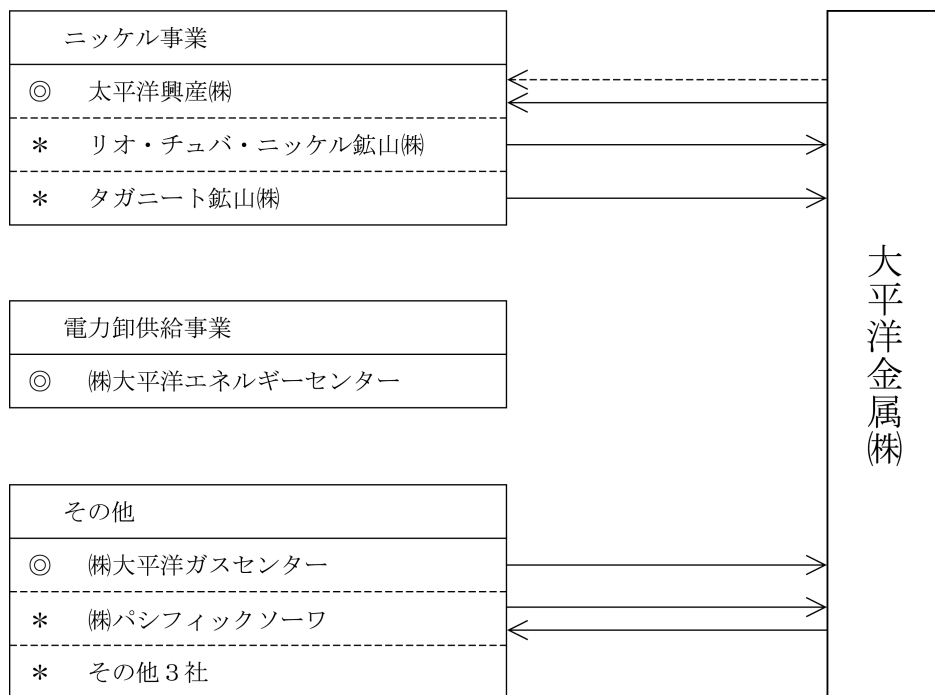 ニッケル事業
◎ 太平洋興産㈱
＊ リオ・チュバ・ニッケル鉱山㈱
＊ タガニート鉱山㈱
電力卸供給事業
◎ ㈱大平洋エネルギーセンター
その他
◎ ㈱大平洋ガスセンター
＊ ㈱パシフィックソーワ
＊ その他３社
大平洋金属㈱